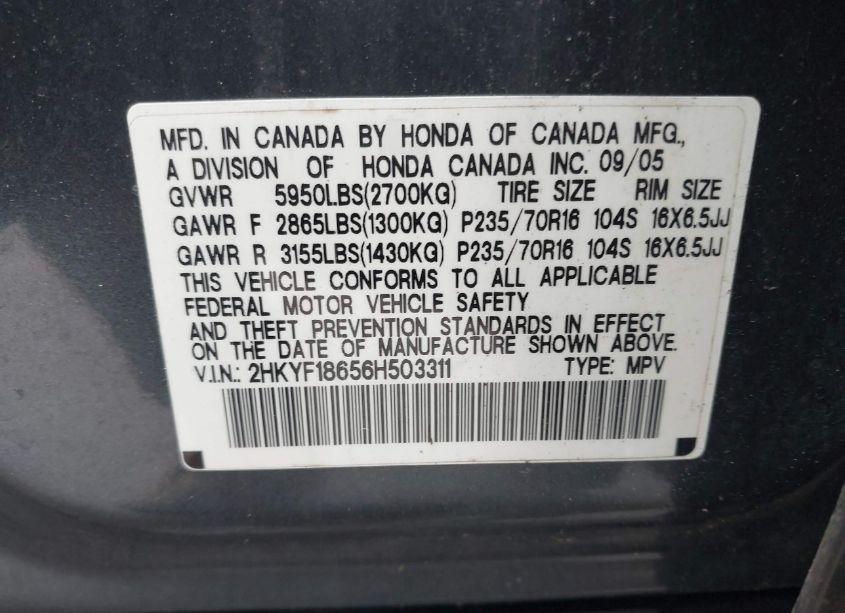 MFD. IN CANADA BY HONDA OF CANADA MFG.,
A DIVISION OF HONDA CANADA INC. 09/05
GVWR 5950LBS(2700KG) TIRE SIZE RIM SIZE
GAWR F 2865LBS(1300KG) P235/70R16 104S 16X6.5JJ
GAWR R 3155LBS(1430KG) P235/70R16 104S 16X6.5JJ
THIS VEHICLE CONFORMS TO ALL APPLICABLE
FEDERAL MOTOR VEHICLE SAFETY
AND THEFT PREVENTION STANDARDS IN EFFECT
ON THE DATE OF MANUFACTURE SHOWN ABOVE.
V.I.N.: 2HKYF18656H503311 TYPE: MPV